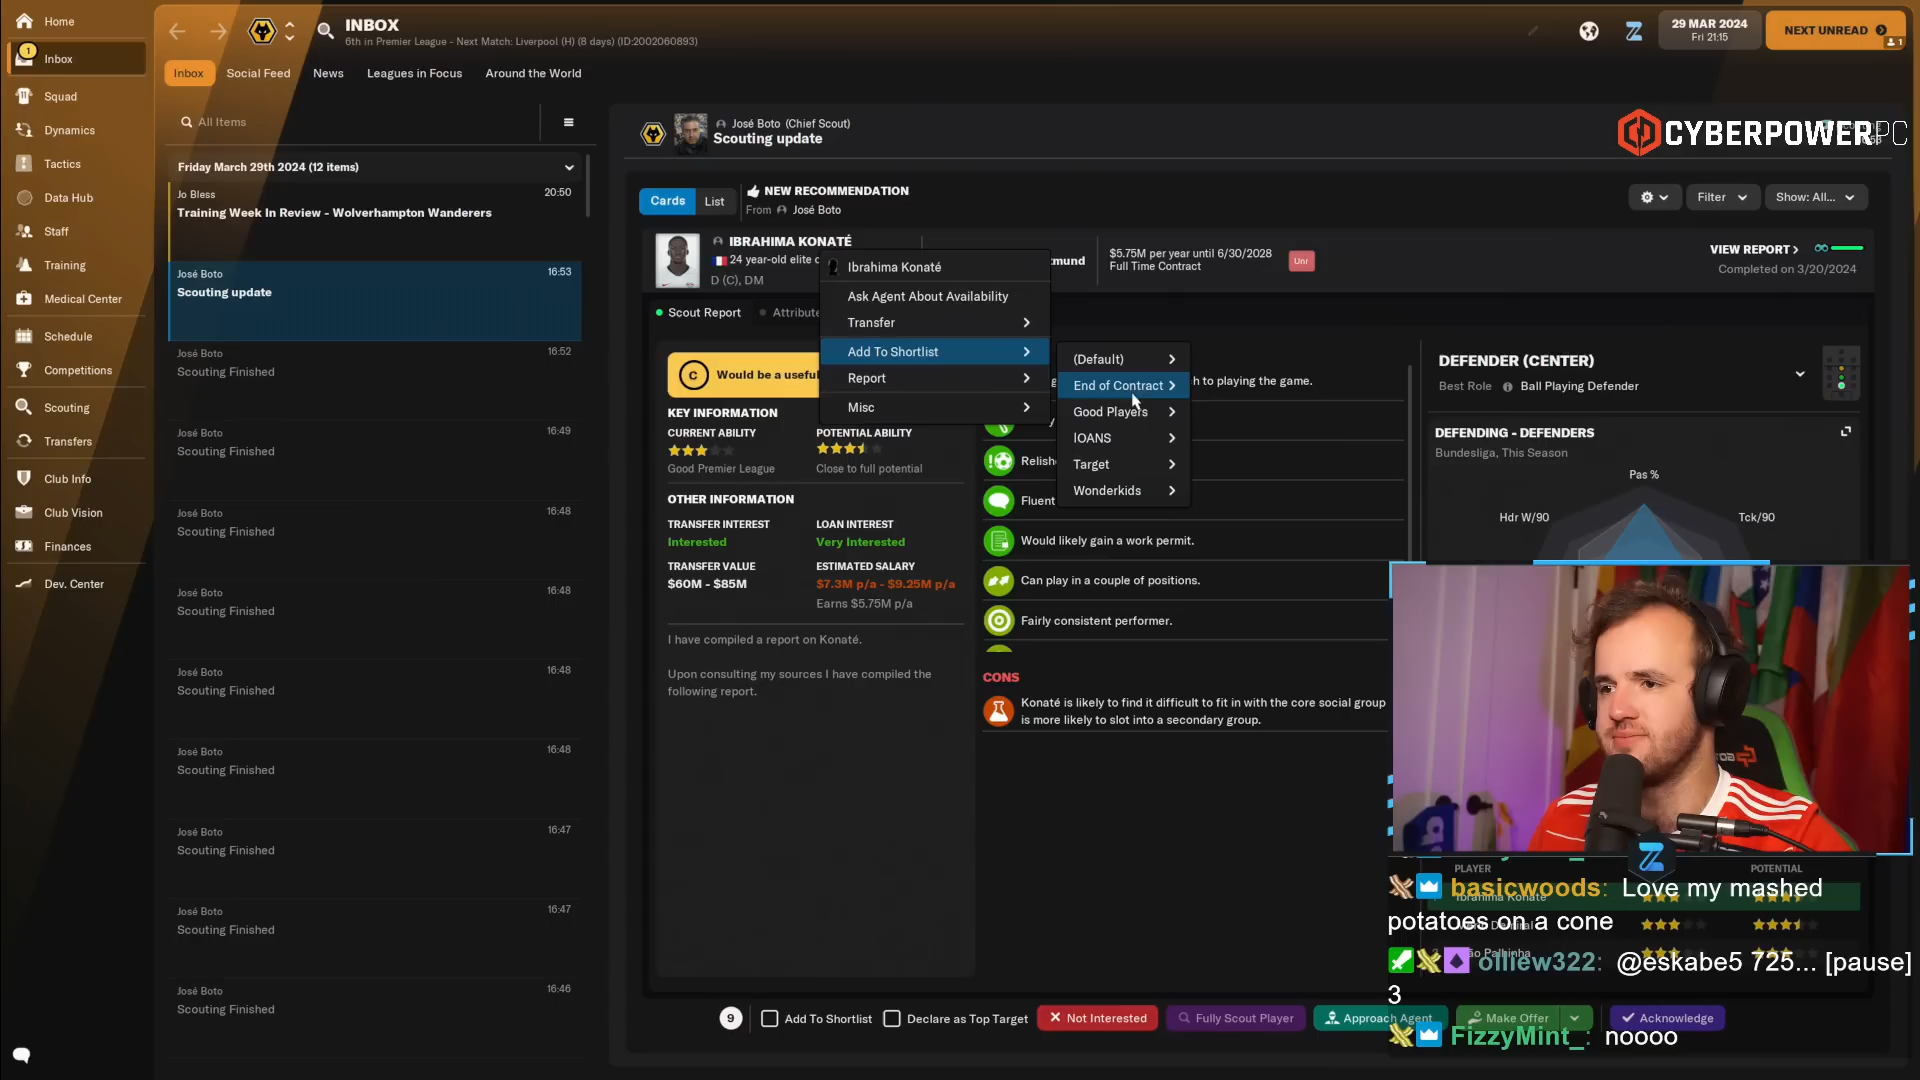 Home
1
Inbox
Squad
Dynamics
Tactics
Data Hub
Staff
Training
Medical Center
Schedule
Competitions
Scouting
Transfers
Club Info
Club Vision
Finances
Dev. Center
INBOX
6th in Premier League - Next Match: Liverpool (H) (8 days) (ID:2002060893)
29 MAR 2024
Fri 21:15
NEXT UNREAD
1
Inbox
Social Feed
News
Leagues in Focus
Around the World
All Items
Friday March 29th 2024 (12 items)
Jo Bless
20:50
Training Week In Review - Wolverhampton Wanderers
José Boto
16:53
Scouting update
José Boto
16:52
Scouting Finished
José Boto
16:49
Scouting Finished
José Boto
16:48
Scouting Finished
José Boto
16:48
Scouting Finished
José Boto
16:48
Scouting Finished
José Boto
16:48
Scouting Finished
José Boto
16:47
Scouting Finished
José Boto
16:47
Scouting Finished
José Boto
16:46
Scouting Finished
José Boto (Chief Scout)
Scouting update
CYBERPOWERPC
Cards
List
NEW RECOMMENDATION
From José Boto
Filter
Show: All...
IBRAHIMA KONATÉ
24 year-old elite
D (C), DM
$5.75M per year until 6/30/2028
Full Time Contract
Unr
VIEW REPORT
Completed on 3/20/2024
Scout Report
Attribute
Ibrahima Konaté
Ask Agent About Availability
Transfer
Add To Shortlist
Report
Misc
(Default)
End of Contract
Good Players
lOANS
Target
Wonderkids
C
Would be a useful
KEY INFORMATION
CURRENT ABILITY
POTENTIAL ABILITY
Good Premier League
Close to full potential
OTHER INFORMATION
TRANSFER INTEREST
LOAN INTEREST
Interested
Very Interested
TRANSFER VALUE
ESTIMATED SALARY
$60M - $85M
$7.3M p/a - $9.25M p/a
Earns $5.75M p/a
I have compiled a report on Konaté.
Upon consulting my sources I have compiled the
following report.
h to playing the game.
Relish
Fluent
Would likely gain a work permit.
Can play in a couple of positions.
Fairly consistent performer.
CONS
Konaté is likely to find it difficult to fit in with the core social group
is more likely to slot into a secondary group.
DEFENDER (CENTER)
Best Role Ball Playing Defender
DEFENDING - DEFENDERS
Bundesliga, This Season
Pas %
Hdr W/90
Tck/90
PLAYER
POTENTIAL
Ibrahima Konaté
basicwoods: Love my mashed
potatoes on a cone
olliew322: @eskabe5 725... [pause]
3
FizzyMint_: noooo
9
Add To Shortlist
Declare as Top Target
Not Interested
Fully Scout Player
Approach Agent
Make Offer
Acknowledge